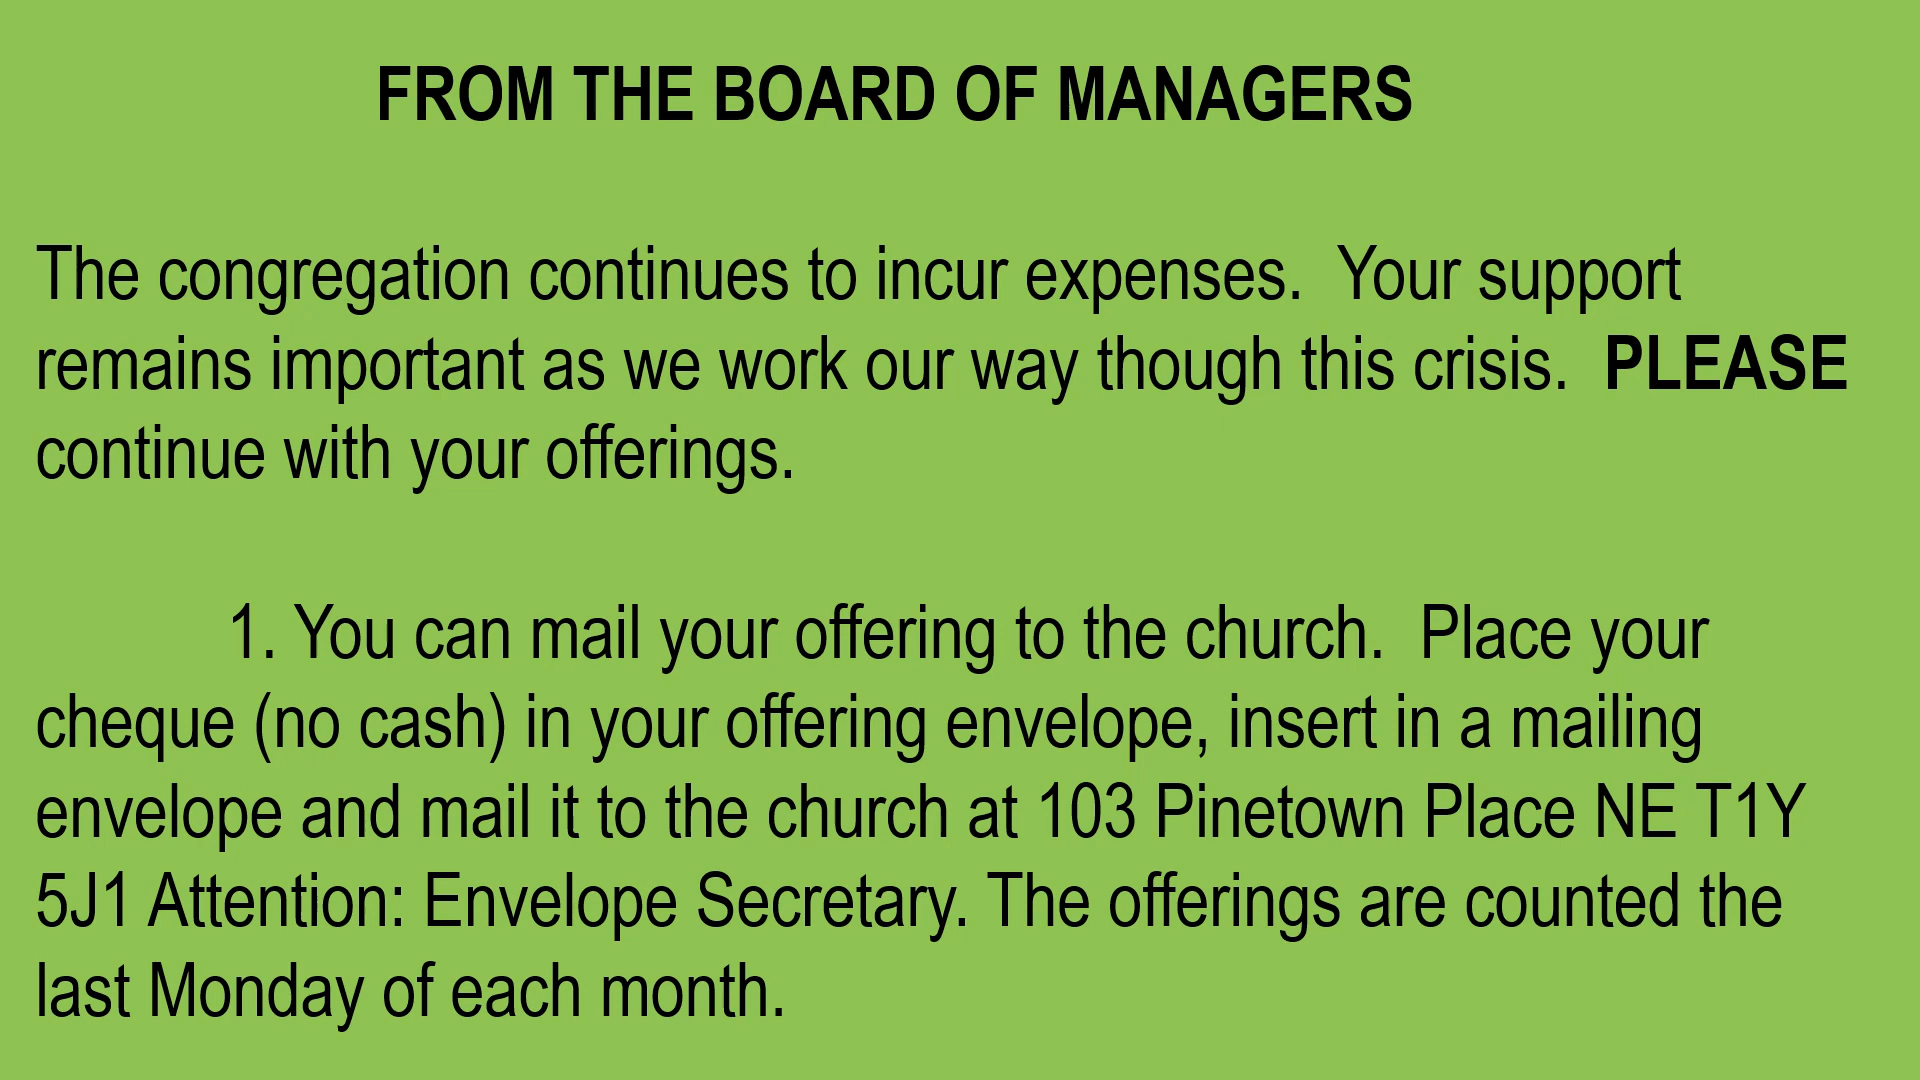 FROM THE BOARD OF MANAGERS
The congregation continues to incur expenses.  Your support
remains important as we work our way though this crisis.  PLEASE
continue with your offerings.
1. You can mail your offering to the church.  Place your
cheque (no cash) in your offering envelope, insert in a mailing
envelope and mail it to the church at 103 Pinetown Place NE T1Y
5J1 Attention: Envelope Secretary. The offerings are counted the
last Monday of each month.